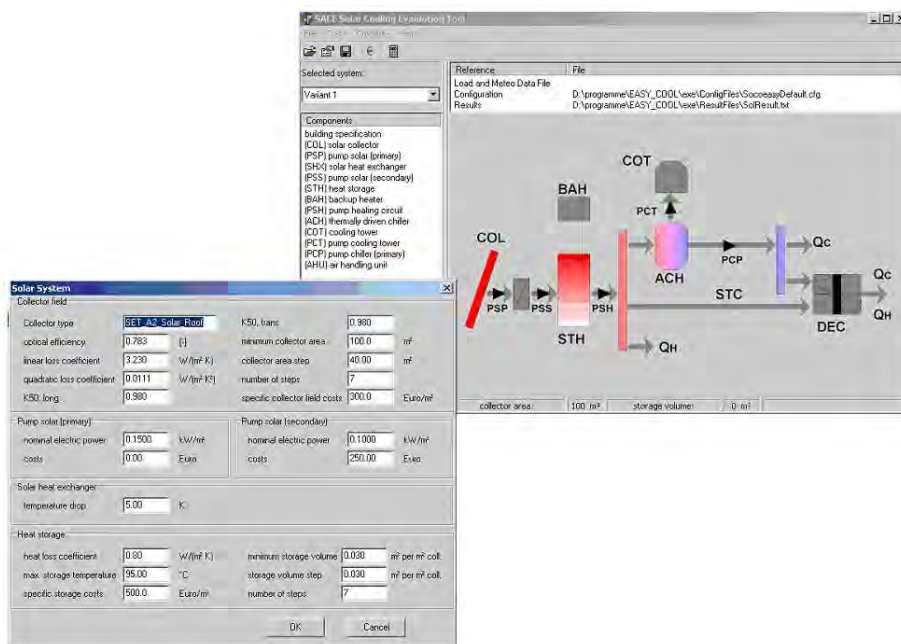 SACE Solar Cooling Evaluation Tool
Selected system:
Variant 1
Components
building specification
(COL) solar collector
(PSP) pump solar (primary)
(SHX) solar heat exchanger
(PSS) pump solar (secondary)
(STH) heat storage
(BAH) backup heater
(PSH) pump heating circuit
(ACH) thermally driven chiller
(COT) cooling tower
(PCT) pump cooling tower
(PCP) pump chiller (primary)
(AHU) air handling unit
Reference File
Load and Meteo Data File
Configuration D:\programme\EASY_COOL\exe\ConfigFiles\SocoeasyDefault.cfg
Results D:\programme\EASY_COOL\exe\ResultFiles\SolResult.txt
COT
BAH
PCT
COL
ACH
PCP
Qc
Qc
PSP
PSS
PSH
STC
STH
QH
DEC
QH
collector area: 100 m² storage volume: 0 m³
Solar System
Collector field
Collector type SET_A2_Solar_Roof K50, trans 0.980
optical efficiency 0.783 [-] minimum collector area 100.0 m²
linear loss coefficient 3.230 W/(m² K) collector area step 40.00 m²
quadratic loss coefficient 0.0111 W/(m² K²) number of steps 7
K50, long 0.980 specific collector field costs 300.0 Euro/m²
Pump solar (primary) Pump solar (secondary)
nominal electric power 0.1500 kW/m² nominal electric power 0.1000 kW/m²
costs 0.00 Euro costs 250.00 Euro
Solar heat exchanger
temperature drop 5.00 K
Heat storage
heat loss coefficient 0.80 W/(m² K) minimum storage volume 0.030 m³ per m² coll.
max. storage temperature 95.00 °C storage volume step 0.030 m³ per m² coll.
specific storage costs 500.0 Euro/m³ number of steps 7
OK Cancel